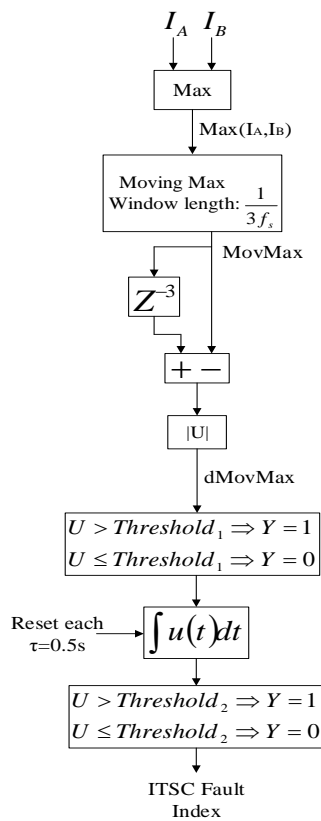 I_A I_B
Max
Max(I_A,I_B)
Moving Max
Window length: 1/(3f_s)
MovMax
Z^{-3}
+ −
|U|
dMovMax
U > Threshold_1 ⇒ Y = 1
U ≤ Threshold_1 ⇒ Y = 0
Reset each
τ=0.5s
∫ u(t)dt
U > Threshold_2 ⇒ Y = 1
U ≤ Threshold_2 ⇒ Y = 0
ITSC Fault
Index